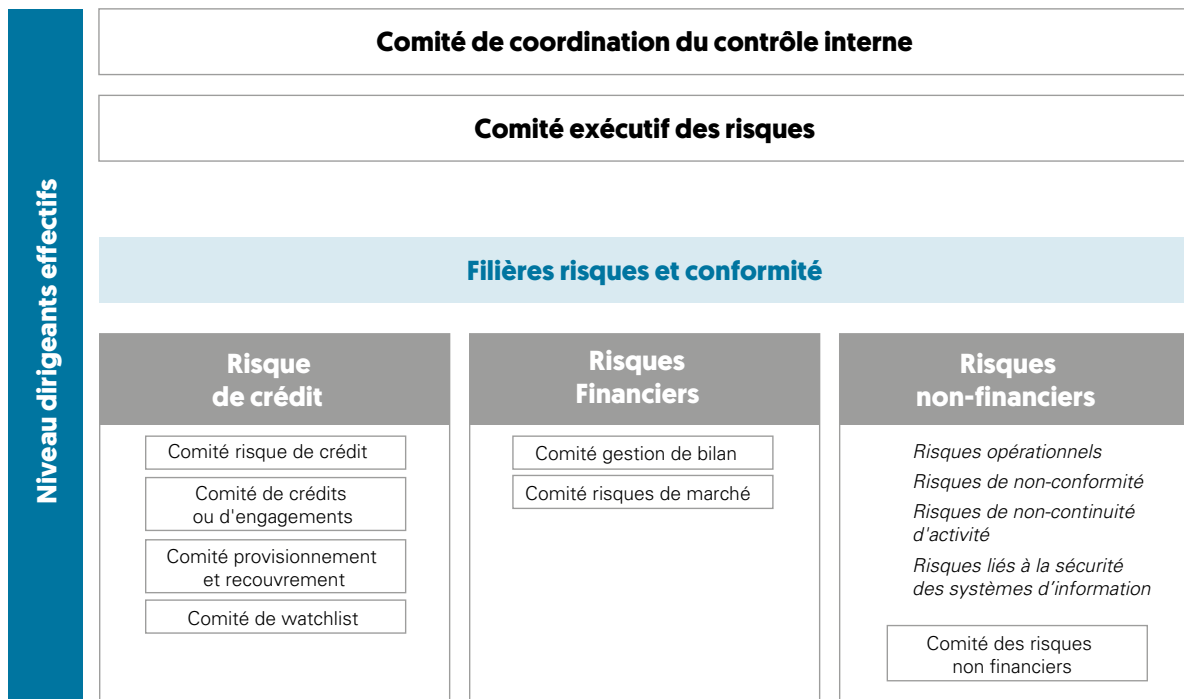 Niveau dirigeants effectifs
Comité de coordination du contrôle interne
Comité exécutif des risques
Filières risques et conformité
Risque
de crédit
Comité risque de crédit
Comité de crédits
ou d'engagements
Comité provisionnement
et recouvrement
Comité de watchlist
Risques
Financiers
Comité gestion de bilan
Comité risques de marché
Risques
non-financiers
Risques opérationnels
Risques de non-conformité
Risques de non-continuité
d'activité
Risques liés à la sécurité
des systèmes d’information
Comité des risques
non financiers